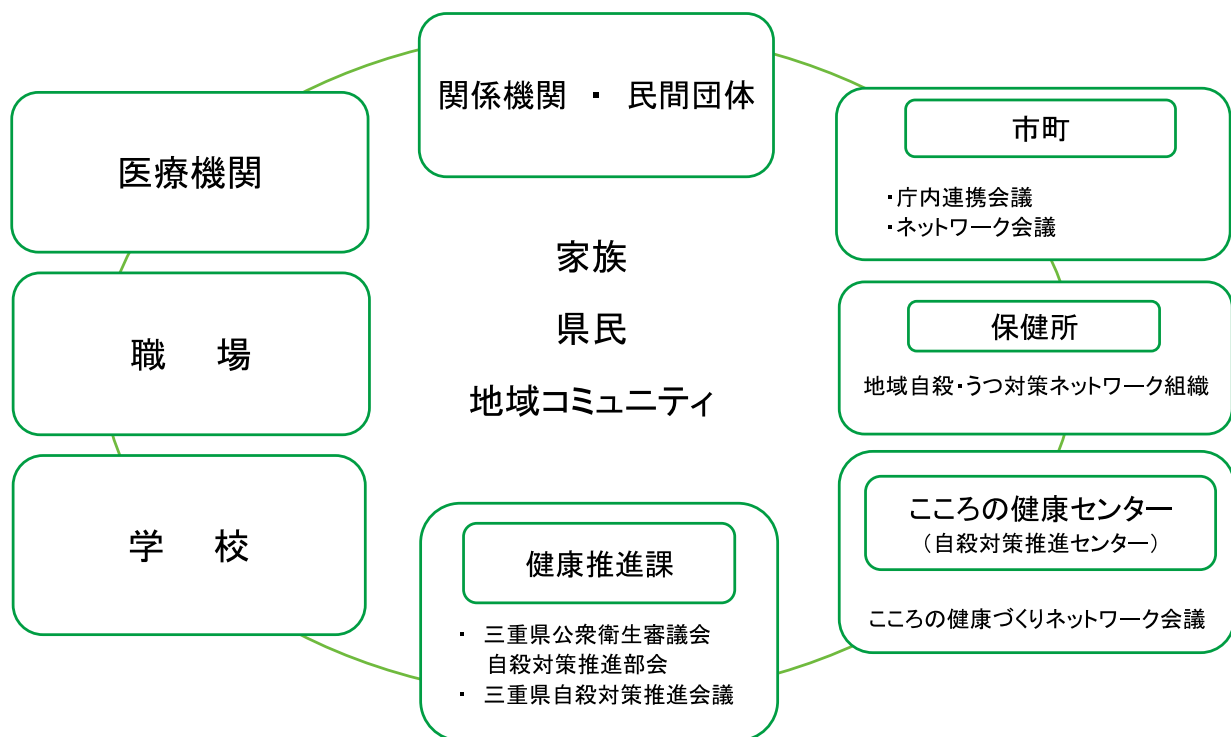 関係機関 ・ 民間団体
医療機関
職 場
学 校
家族
県民
地域コミュニティ
市町
・庁内連携会議
・ネットワーク会議
保健所
地域自殺・うつ対策ネットワーク組織
こころの健康センター
（自殺対策推進センター）
こころの健康づくりネットワーク会議
健康推進課
・ 三重県公衆衛生審議会
自殺対策推進部会
・ 三重県自殺対策推進会議